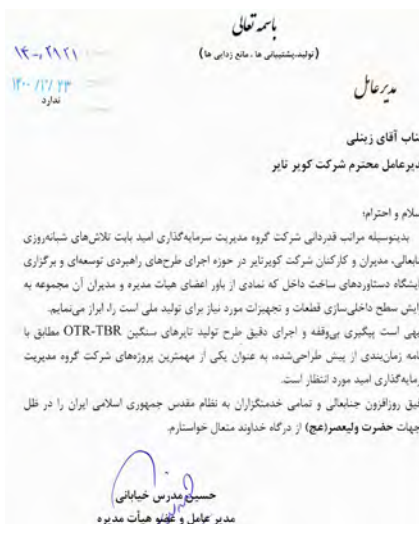 باسمه تعالی
(تولید،پشتیبانی ها ، مانع زدایی ها)
۱۴۰۰/۲/۲۳
ندارد
مدیرعامل
جناب آقای زینلی
مدیرعامل محترم شرکت کویر تایر
سلام و احترام؛
بدینوسیله مراتب قدردانی شرکت گروه مدیریت سرمایه‌گذاری امید بابت تلاش‌های شبانه‌روزی
جنابعالی، مدیران و کارکنان شرکت کویرتایر در حوزه اجرای طرح‌های راهبردی توسعه‌ای و برگزاری
نمایشگاه دستاوردهای ساخت داخل که نمادی از باور اعضای هیات مدیره و مدیران آن مجموعه به
افزایش سطح داخلی‌سازی قطعات و تجهیزات مورد نیاز برای تولید ملی است را، ابراز می‌نمایم.
بدیهی است پیگیری بی‌وقفه و اجرای دقیق طرح تولید تایرهای سنگین OTR-TBR مطابق با
برنامه زمان‌بندی از پیش طراحی‌شده، به عنوان یکی از مهمترین پروژه‌های شرکت گروه مدیریت
سرمایه‌گذاری امید مورد انتظار است.
توفیق روزافزون جنابعالی و تمامی خدمتگزاران به نظام مقدس جمهوری اسلامی ایران را در ظل
توجهات حضرت ولیعصر(عج) از درگاه خداوند متعال خواستارم.
حسین مدرس خیابانی
مدیر عامل و عضو هیأت مدیره